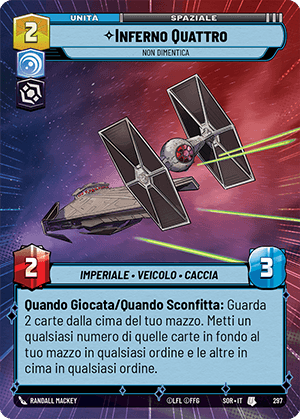 2
UNITÀ
SPAZIALE
INFERNO QUATTRO
NON DIMENTICA
2
IMPERIALE • VEICOLO • CACCIA
3
Quando Giocata/Quando Sconfitta: Guarda
2 carte dalla cima del tuo mazzo. Metti un
qualsiasi numero di quelle carte in fondo al
tuo mazzo in qualsiasi ordine e le altre in
cima in qualsiasi ordine.
RANDALL MACKEY
©LFL ©FFG
SOR • IT
297